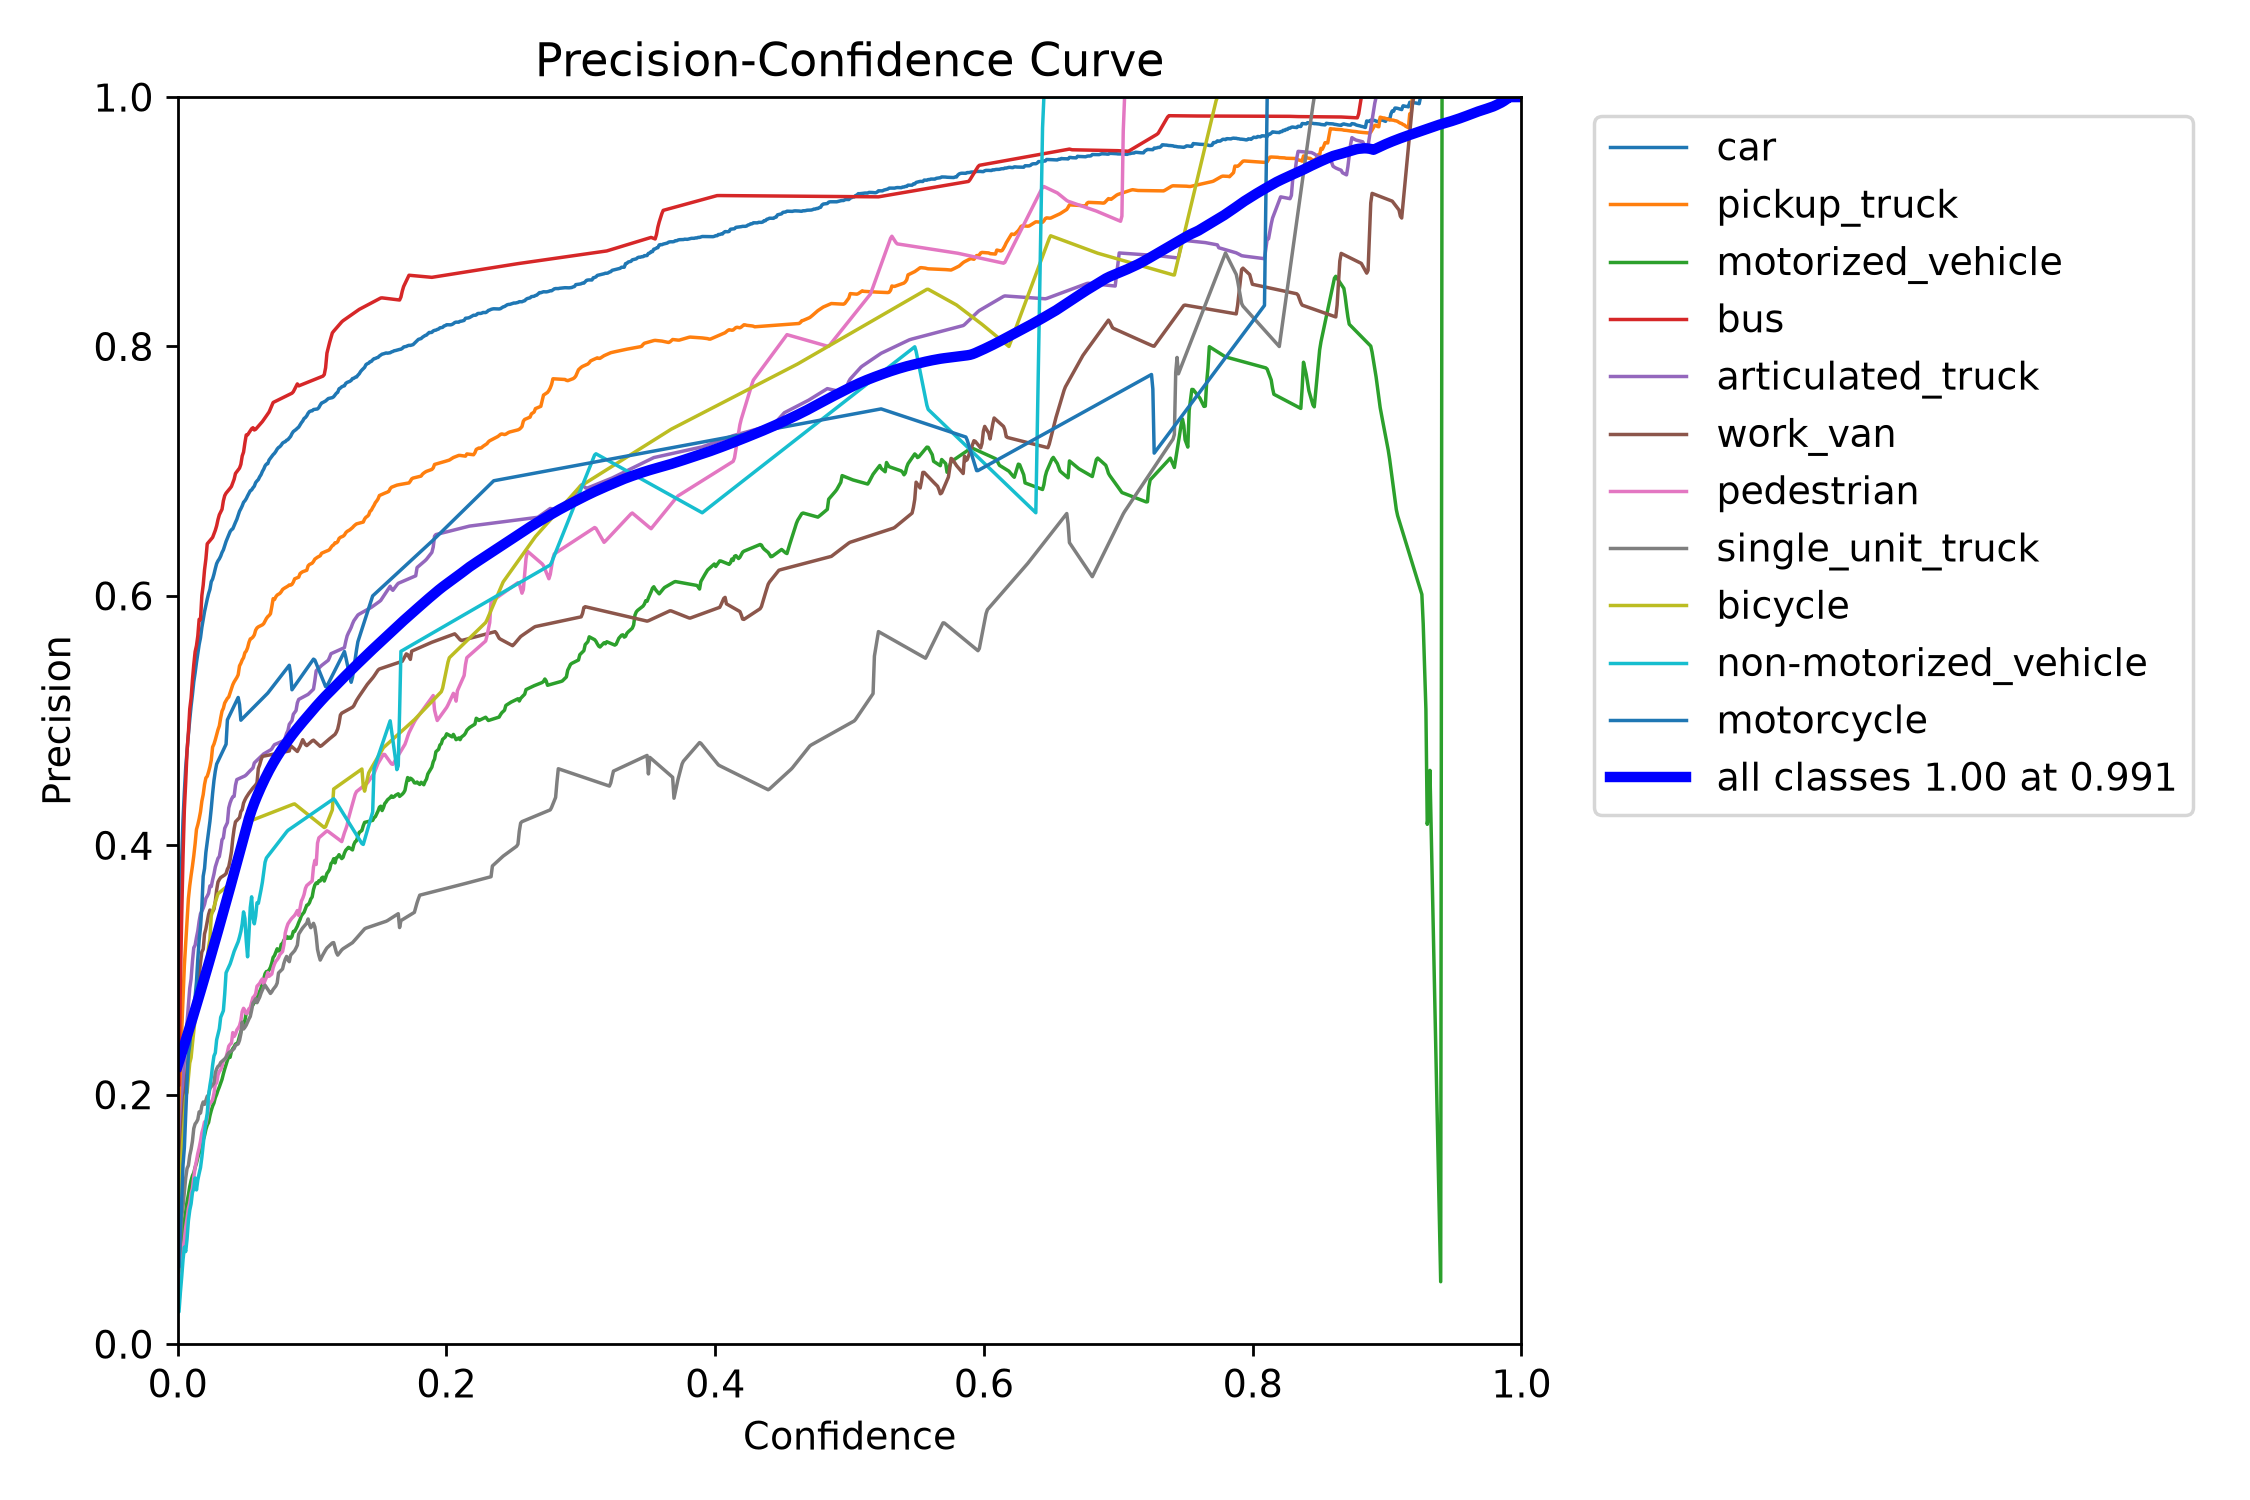 Precision-Confidence Curve
1.0
0.8
0.6
0.4
0.2
0.0
Precision
0.0 0.2 0.4 0.6 0.8 1.0
Confidence
car
pickup_truck
motorized_vehicle
bus
articulated_truck
work_van
pedestrian
single_unit_truck
bicycle
non-motorized_vehicle
motorcycle
all classes 1.00 at 0.991